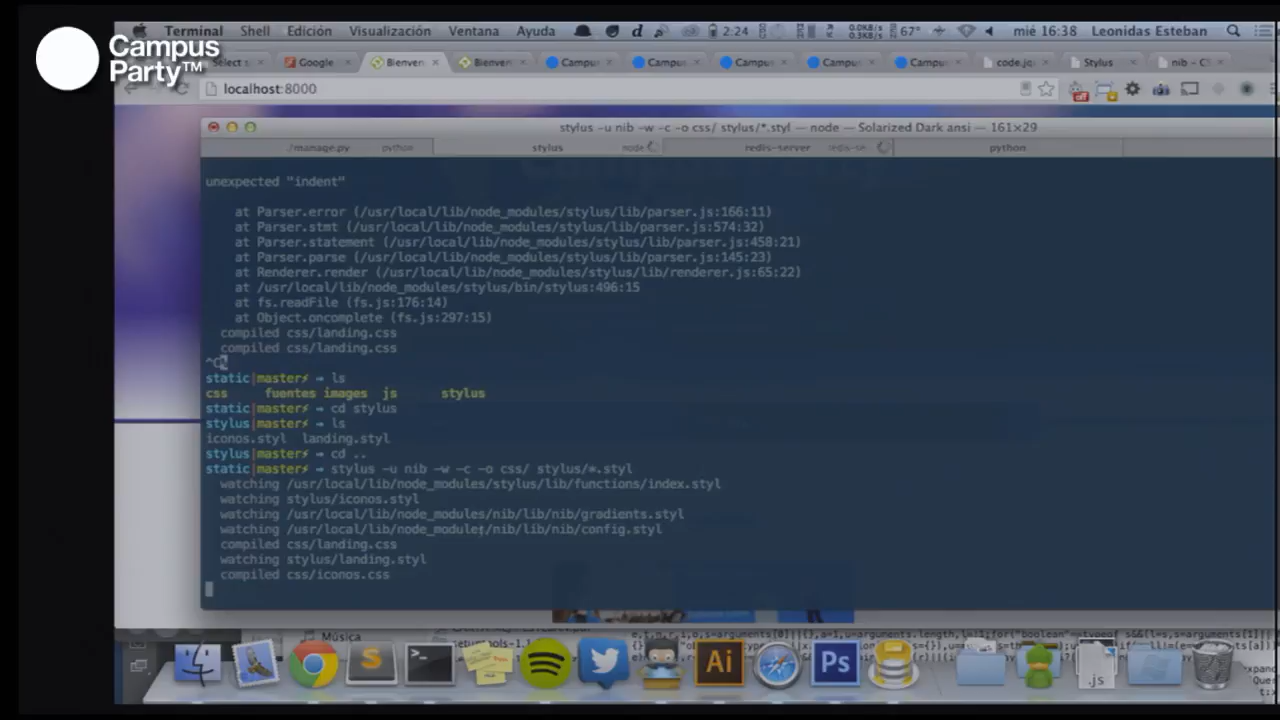 Campus
Party™
Terminal Shell Edición Visualización Ventana Ayuda 2:24 67° mié 16:38 Leonidas Esteban
Select s Google Bienven Bienven Campus Campus Campus Campus Campus code.jo Stylus
localhost:8000
stylus -u nib -w -c -o css/ stylus/*.styl — node — Solarized Dark ansi — 161×29
./manage.py python stylus node redis-server redis-se python
unexpected "indent"
at Parser.error (/usr/local/lib/node_modules/stylus/lib/parser.js:166:11)
at Parser.stmt (/usr/local/lib/node_modules/stylus/lib/parser.js:574:32)
at Parser.statement (/usr/local/lib/node_modules/stylus/lib/parser.js:458:21)
at Parser.parse (/usr/local/lib/node_modules/stylus/lib/parser.js:145:23)
at Renderer.render (/usr/local/lib/node_modules/stylus/lib/renderer.js:65:22)
at /usr/local/lib/node_modules/stylus/bin/stylus:496:15
at fs.readFile (fs.js:176:14)
at Object.oncomplete (fs.js:297:15)
compiled css/landing.css
compiled css/landing.css
^C
static|master⚡ → ls
css fuentes images js stylus
static|master⚡ → cd stylus
stylus|master⚡ → ls
iconos.styl landing.styl
stylus|master⚡ → cd ..
static|master⚡ → stylus -u nib -w -c -o css/ stylus/*.styl
watching /usr/local/lib/node_modules/stylus/lib/functions/index.styl
watching stylus/iconos.styl
watching /usr/local/lib/node_modules/nib/lib/nib/gradients.styl
watching /usr/local/lib/node_modules/nib/lib/nib/config.styl
compiled css/landing.css
watching stylus/landing.styl
compiled css/iconos.css
Música
Ai Ps .js